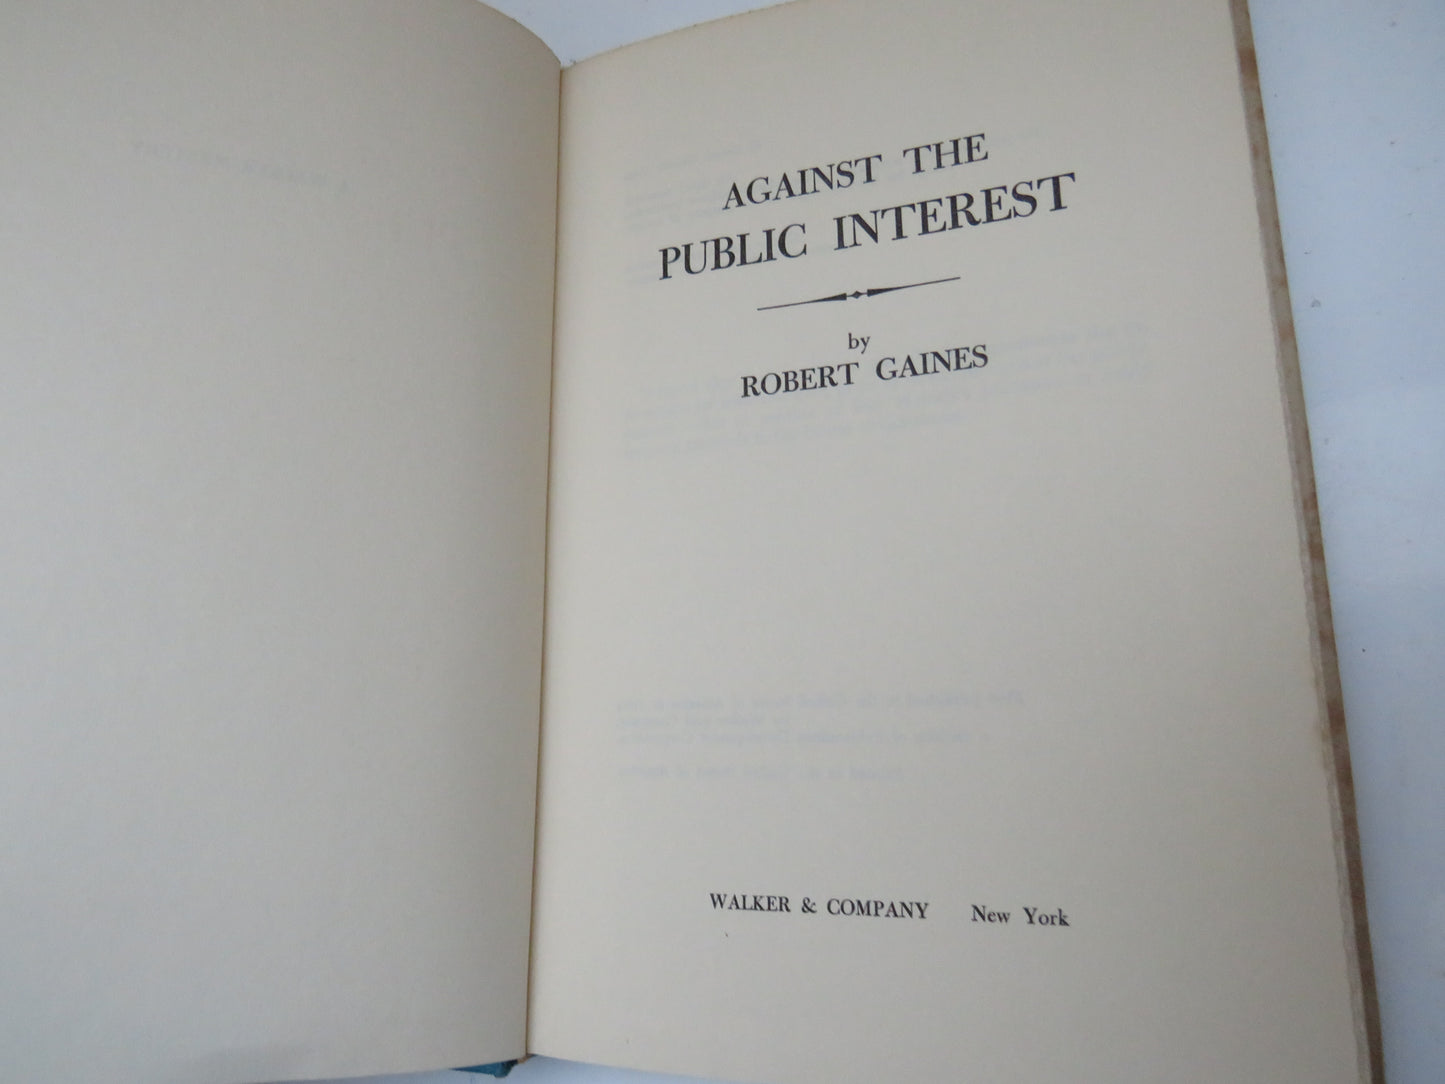 AGAINST THE
PUBLIC INTEREST
by
ROBERT GAINES
WALKER & COMPANY New York